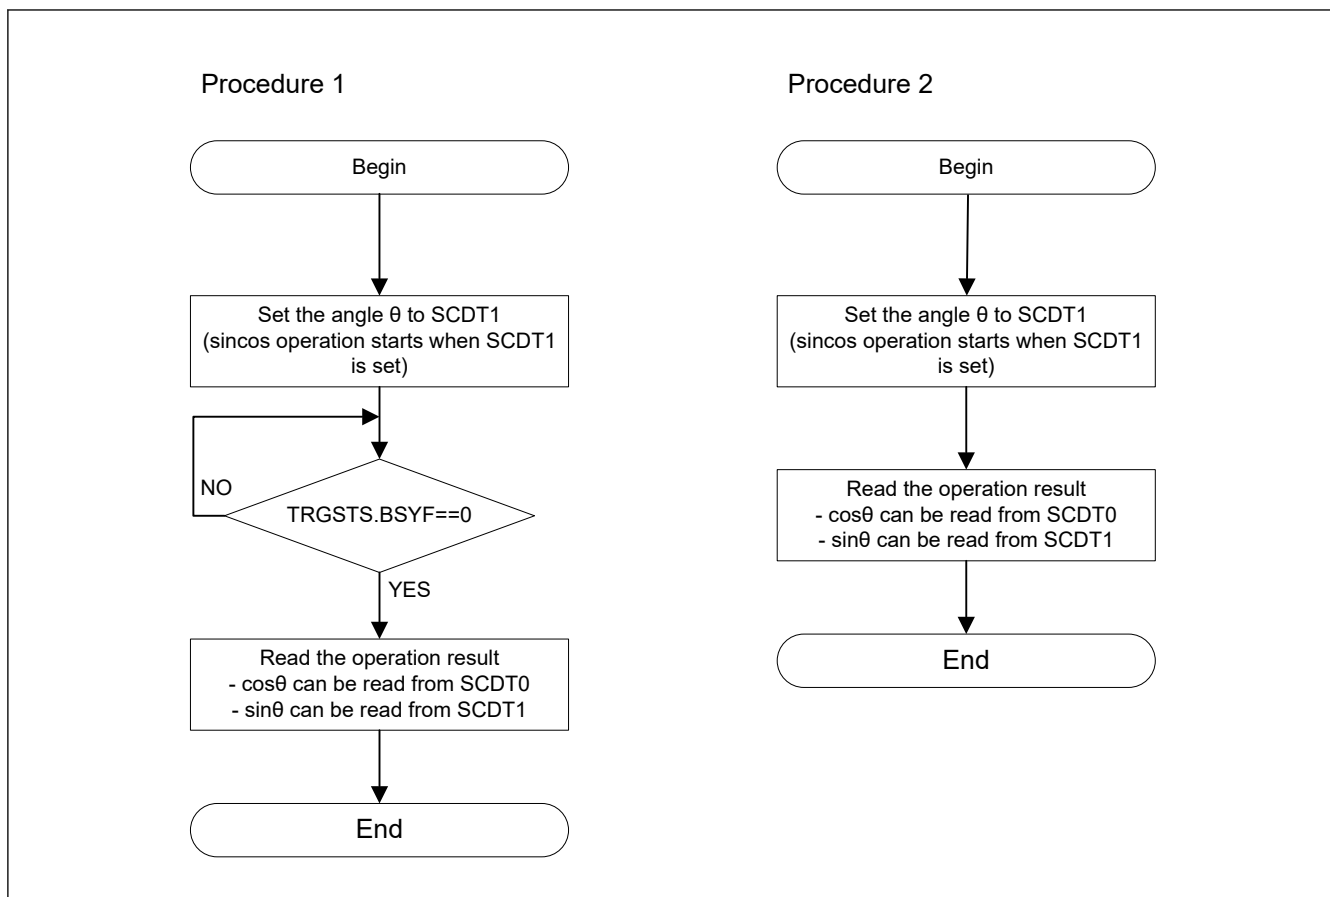 Procedure 1
Begin
Set the angle θ to SCDT1
(sincos operation starts when SCDT1
is set)
NO
TRGSTS.BSYF==0
YES
Read the operation result
- cosθ can be read from SCDT0
- sinθ can be read from SCDT1
End
Procedure 2
Begin
Set the angle θ to SCDT1
(sincos operation starts when SCDT1
is set)
Read the operation result
- cosθ can be read from SCDT0
- sinθ can be read from SCDT1
End